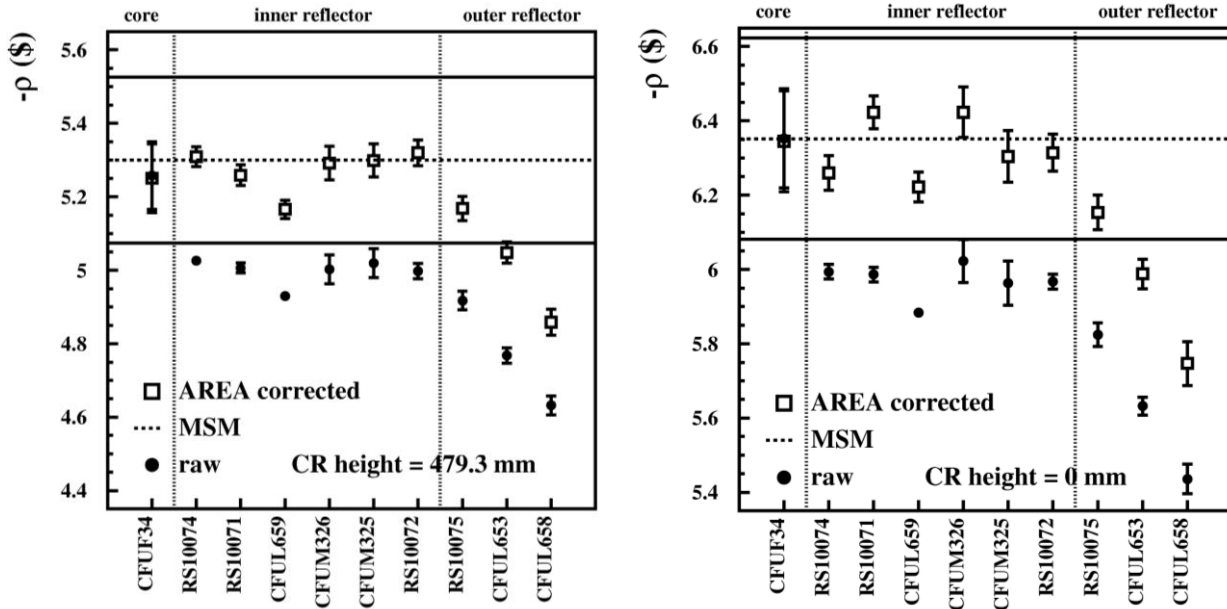 core inner reflector outer reflector
-ρ ($)
5.6
5.4
5.2
5
4.8
4.6
4.4
AREA corrected
MSM
raw CR height = 479.3 mm
CFUF34
RS10074
RS10071
CFUL659
CFUM326
CFUM325
RS10072
RS10075
CFUL653
CFUL658
core inner reflector outer reflector
-ρ ($)
6.6
6.4
6.2
6
5.8
5.6
5.4
AREA corrected
MSM
raw CR height = 0 mm
CFUF34
RS10074
RS10071
CFUL659
CFUM326
CFUM325
RS10072
RS10075
CFUL653
CFUL658